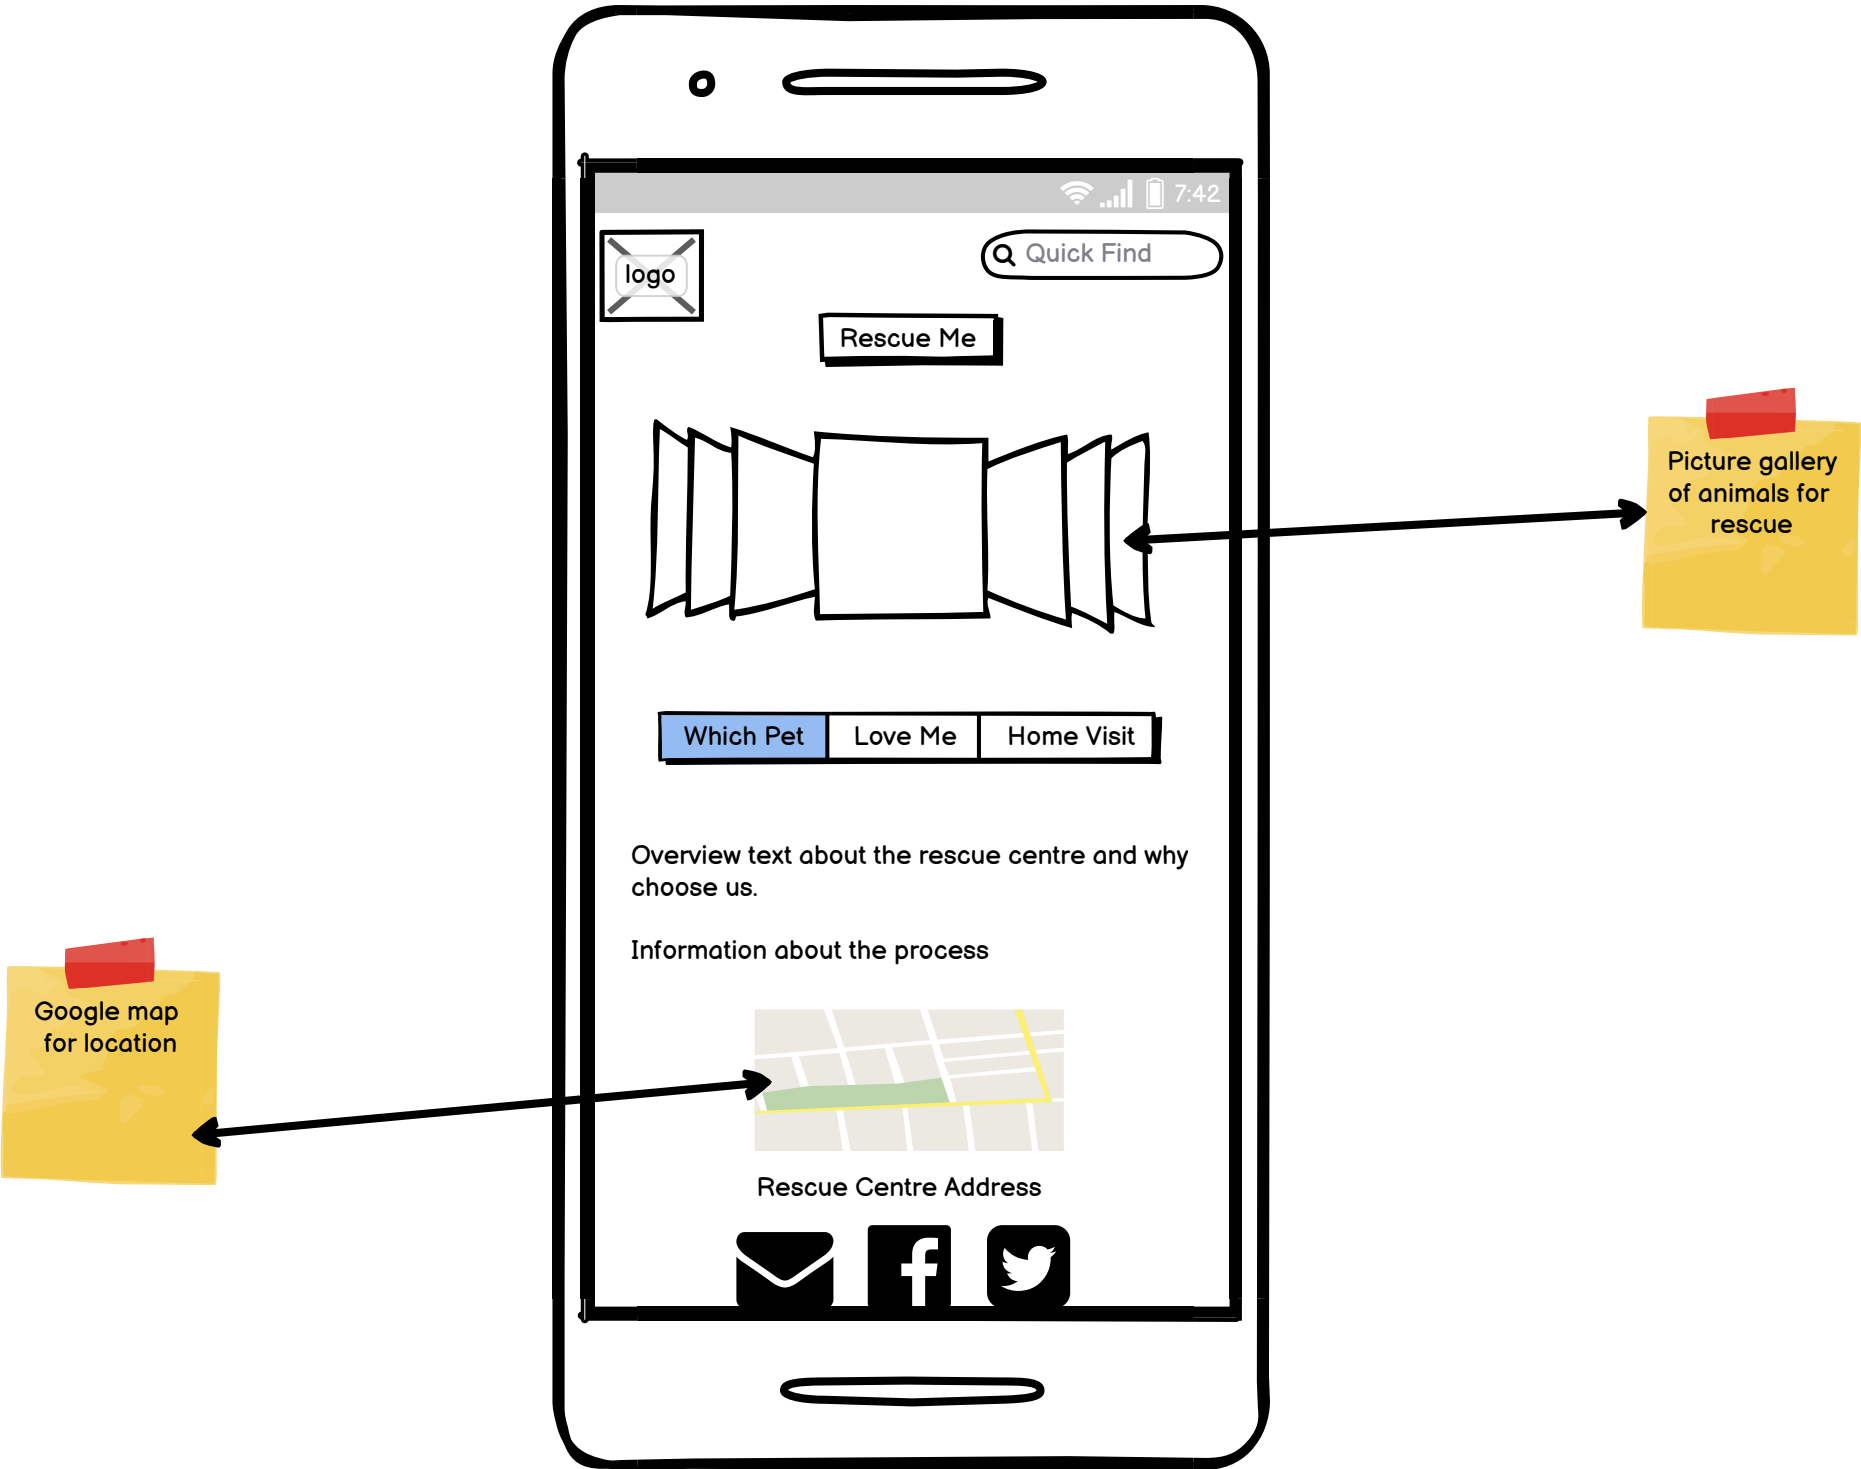 7:42
logo
Quick Find
Rescue Me
Picture gallery
of animals for
rescue
Which Pet
Love Me
Home Visit
Overview text about the rescue centre and why
choose us.
Information about the process
Google map
for location
Rescue Centre Address